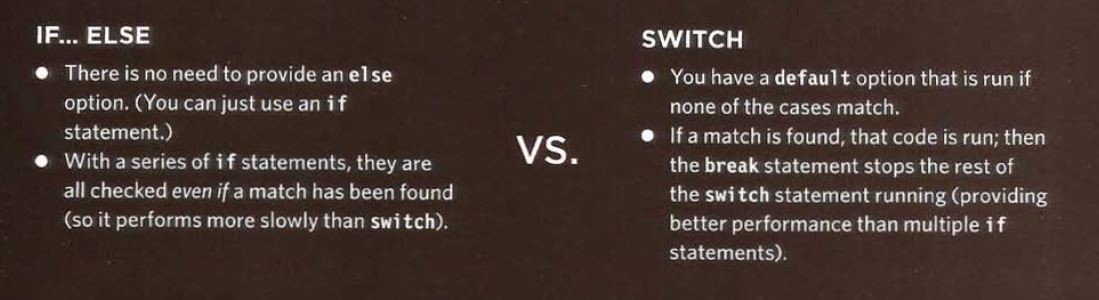 IF... ELSE
● There is no need to provide an else
option. (You can just use an if
statement.)
● With a series of if statements, they are
all checked even if a match has been found
(so it performs more slowly than switch).
VS.
SWITCH
● You have a default option that is run if
none of the cases match.
● If a match is found, that code is run; then
the break statement stops the rest of
the switch statement running (providing
better performance than multiple if
statements).